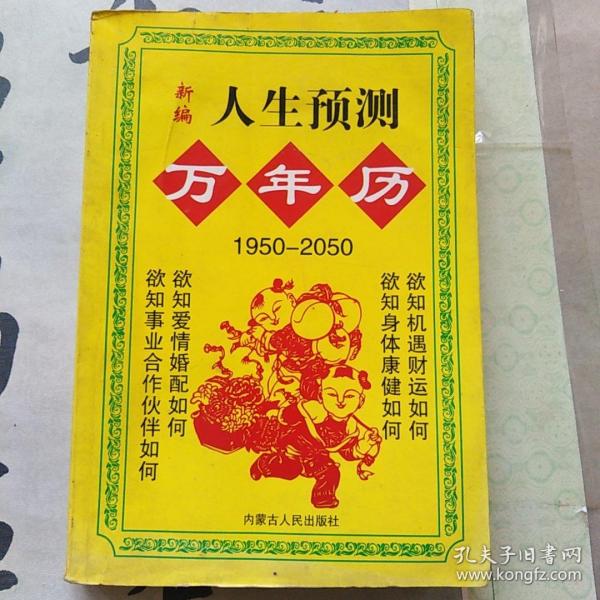 新编
人生预测
万年历
1950-2050
欲知机遇财运如何
欲知身体康健如何
欲知爱情婚配如何
欲知事业合作伙伴如何
内蒙古人民出版社
孔夫子旧书网
www.kongfz.com